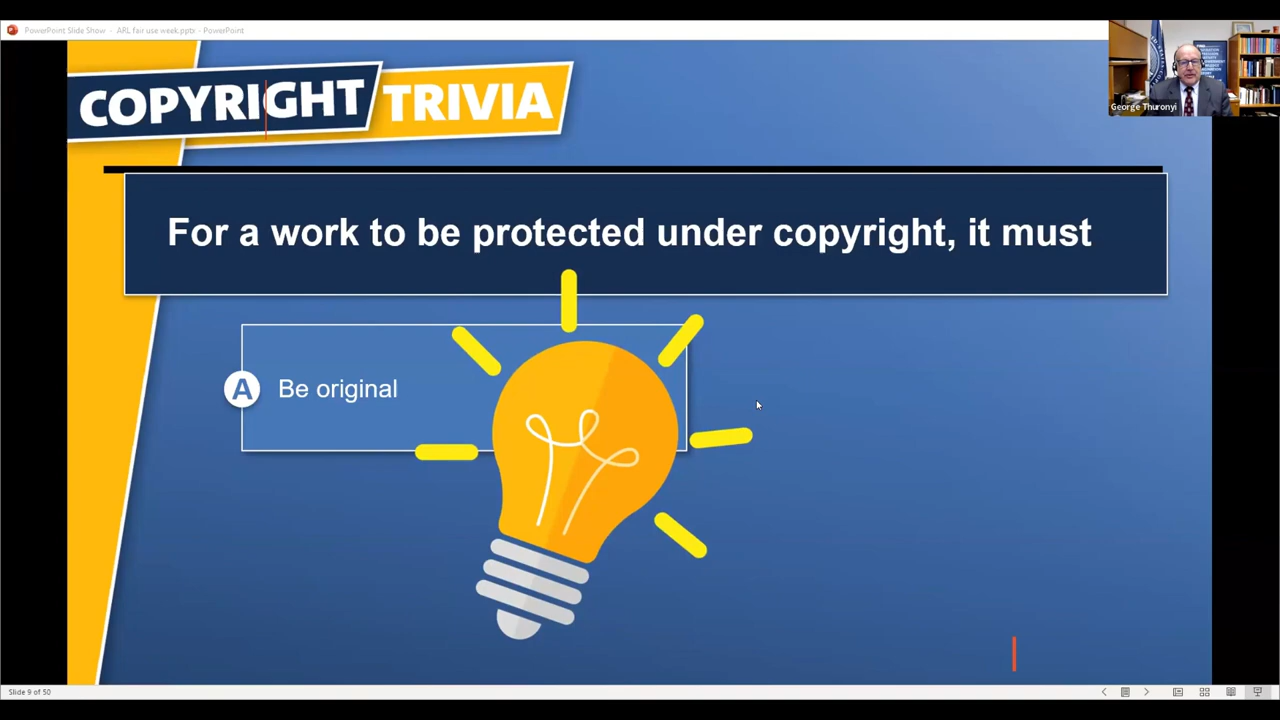 PowerPoint Slide Show - ARL fair use week.pptx - PowerPoint
George Thuronyi
COPYRIGHT TRIVIA
For a work to be protected under copyright, it must
A Be original
Slide 9 of 50